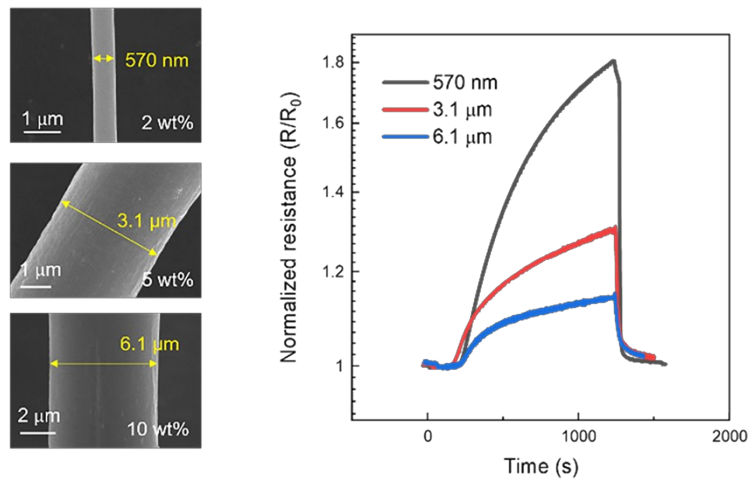 570 nm
1 μm
2 wt%
3.1 μm
1 μm
5 wt%
6.1 μm
2 μm
10 wt%
Normalized resistance (R/R0)
1.8
1.6
1.4
1.2
1
570 nm
3.1 μm
6.1 μm
0
1000
2000
Time (s)